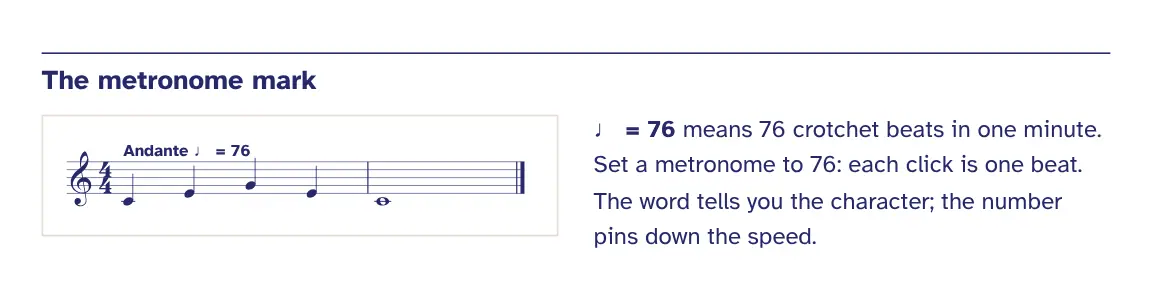 The metronome mark
Andante ♩ = 76
♩ = 76 means 76 crotchet beats in one minute.
Set a metronome to 76: each click is one beat.
The word tells you the character; the number
pins down the speed.